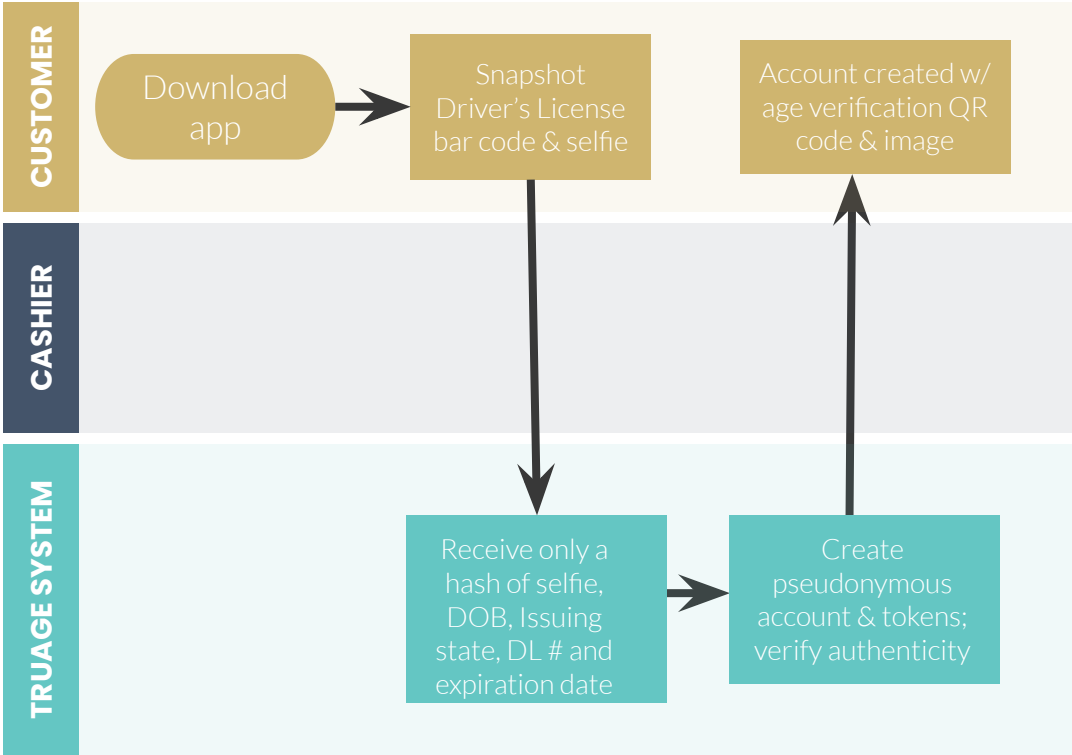 CUSTOMER
Download
app
Snapshot
Driver’s License
bar code & selfie
Account created w/
age verification QR
code & image
CASHIER
TRUAGE SYSTEM
Receive only a
hash of selfie,
DOB, Issuing
state, DL # and
expiration date
Create
pseudonymous
account & tokens;
verify authenticity